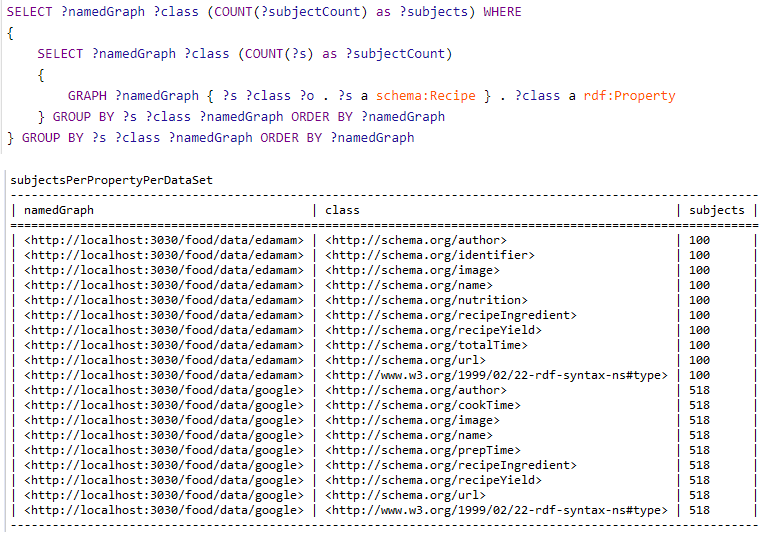 SELECT ?namedGraph ?class (COUNT(?subjectCount) as ?subjects) WHERE
{
    SELECT ?namedGraph ?class (COUNT(?s) as ?subjectCount)
    {
        GRAPH ?namedGraph { ?s ?class ?o . ?s a schema:Recipe } . ?class a rdf:Property
    } GROUP BY ?s ?class ?namedGraph ORDER BY ?namedGraph
} GROUP BY ?s ?class ?namedGraph ORDER BY ?namedGraph
subjectsPerPropertyPerDataSet
----------------------------------------------------------------------------------------------------
| namedGraph                             | class                                             | subjects |
====================================================================================================
| <http://localhost:3030/food/data/edamam> | <http://schema.org/author>                        | 100      |
| <http://localhost:3030/food/data/edamam> | <http://schema.org/identifier>                    | 100      |
| <http://localhost:3030/food/data/edamam> | <http://schema.org/image>                         | 100      |
| <http://localhost:3030/food/data/edamam> | <http://schema.org/name>                          | 100      |
| <http://localhost:3030/food/data/edamam> | <http://schema.org/nutrition>                     | 100      |
| <http://localhost:3030/food/data/edamam> | <http://schema.org/recipeIngredient>              | 100      |
| <http://localhost:3030/food/data/edamam> | <http://schema.org/recipeYield>                   | 100      |
| <http://localhost:3030/food/data/edamam> | <http://schema.org/totalTime>                     | 100      |
| <http://localhost:3030/food/data/edamam> | <http://schema.org/url>                           | 100      |
| <http://localhost:3030/food/data/edamam> | <http://www.w3.org/1999/02/22-rdf-syntax-ns#type> | 100      |
| <http://localhost:3030/food/data/google> | <http://schema.org/author>                        | 518      |
| <http://localhost:3030/food/data/google> | <http://schema.org/cookTime>                      | 518      |
| <http://localhost:3030/food/data/google> | <http://schema.org/image>                         | 518      |
| <http://localhost:3030/food/data/google> | <http://schema.org/name>                          | 518      |
| <http://localhost:3030/food/data/google> | <http://schema.org/prepTime>                      | 518      |
| <http://localhost:3030/food/data/google> | <http://schema.org/recipeIngredient>              | 518      |
| <http://localhost:3030/food/data/google> | <http://schema.org/recipeYield>                   | 518      |
| <http://localhost:3030/food/data/google> | <http://schema.org/url>                           | 518      |
| <http://localhost:3030/food/data/google> | <http://www.w3.org/1999/02/22-rdf-syntax-ns#type> | 518      |
----------------------------------------------------------------------------------------------------